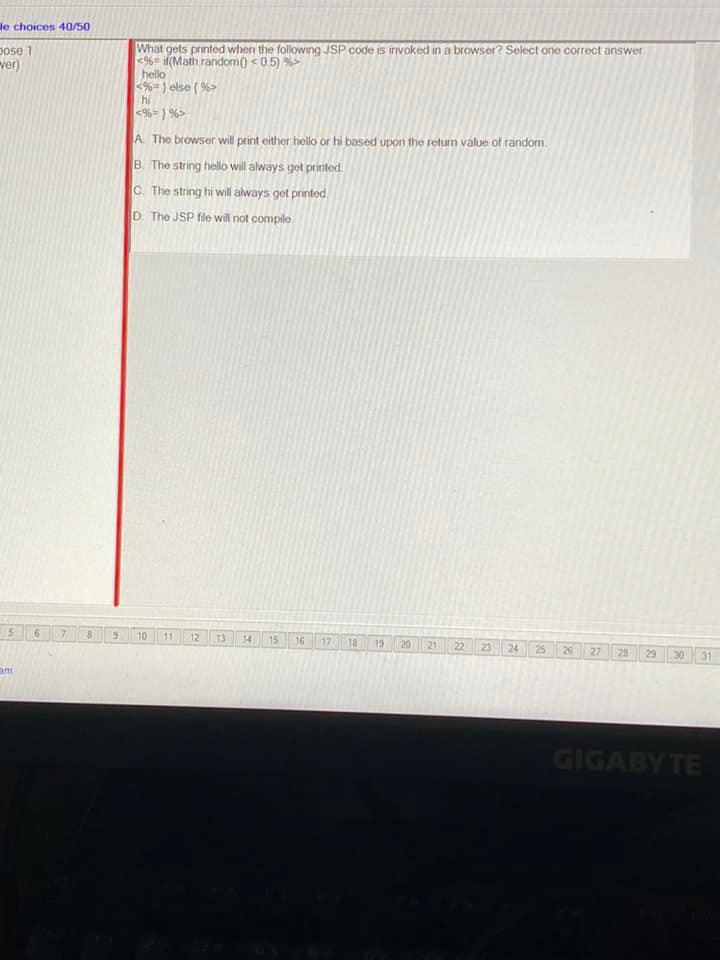 le choices 40/50
oose 1
wer)
What gets printed when the following JSP code is invoked in a browser? Select one correct answer.
<%= if(Math.random() < 0.5) %>
hello
<%= } else { %>
hi
<%= } %>
A. The browser will print either hello or hi based upon the return value of random.
B. The string hello will always get printed.
C. The string hi will always get printed.
D. The JSP file will not compile.
5 6 7 8 9 10 11 12 13 14 15 16 17 18 19 20 21 22 23 24 25 26 27 28 29 30 31
am
GIGABYTE